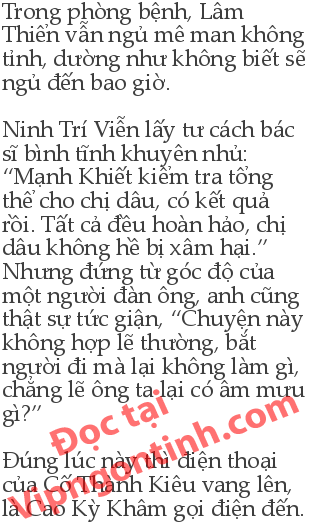 Trong phòng bệnh, Lâm
Thiển vẫn ngủ mê man không
tỉnh, dường như không biết sẽ
ngủ đến bao giờ.
Ninh Trí Viễn lấy tư cách bác
sĩ bình tĩnh khuyên nhủ:
“Mạnh Khiết kiểm tra tổng
thể cho chị dâu, có kết quả
rồi. Tất cả đều hoàn hảo, chị
dâu không hề bị xâm hại.”
Nhưng đứng từ góc độ của
một người đàn ông, anh cũng
thật sự tức giận, “Chuyện này
không hợp lẽ thường, bắt
người đi mà lại không làm gì,
chẳng lẽ ông ta lại có âm mưu
gì?”
Đọc tại
Vipngontinh.com
Đúng lúc này thì điện thoại
của Cố Thành Kiêu vang lên,
là Cao Kỳ Khâm gọi điện đến.